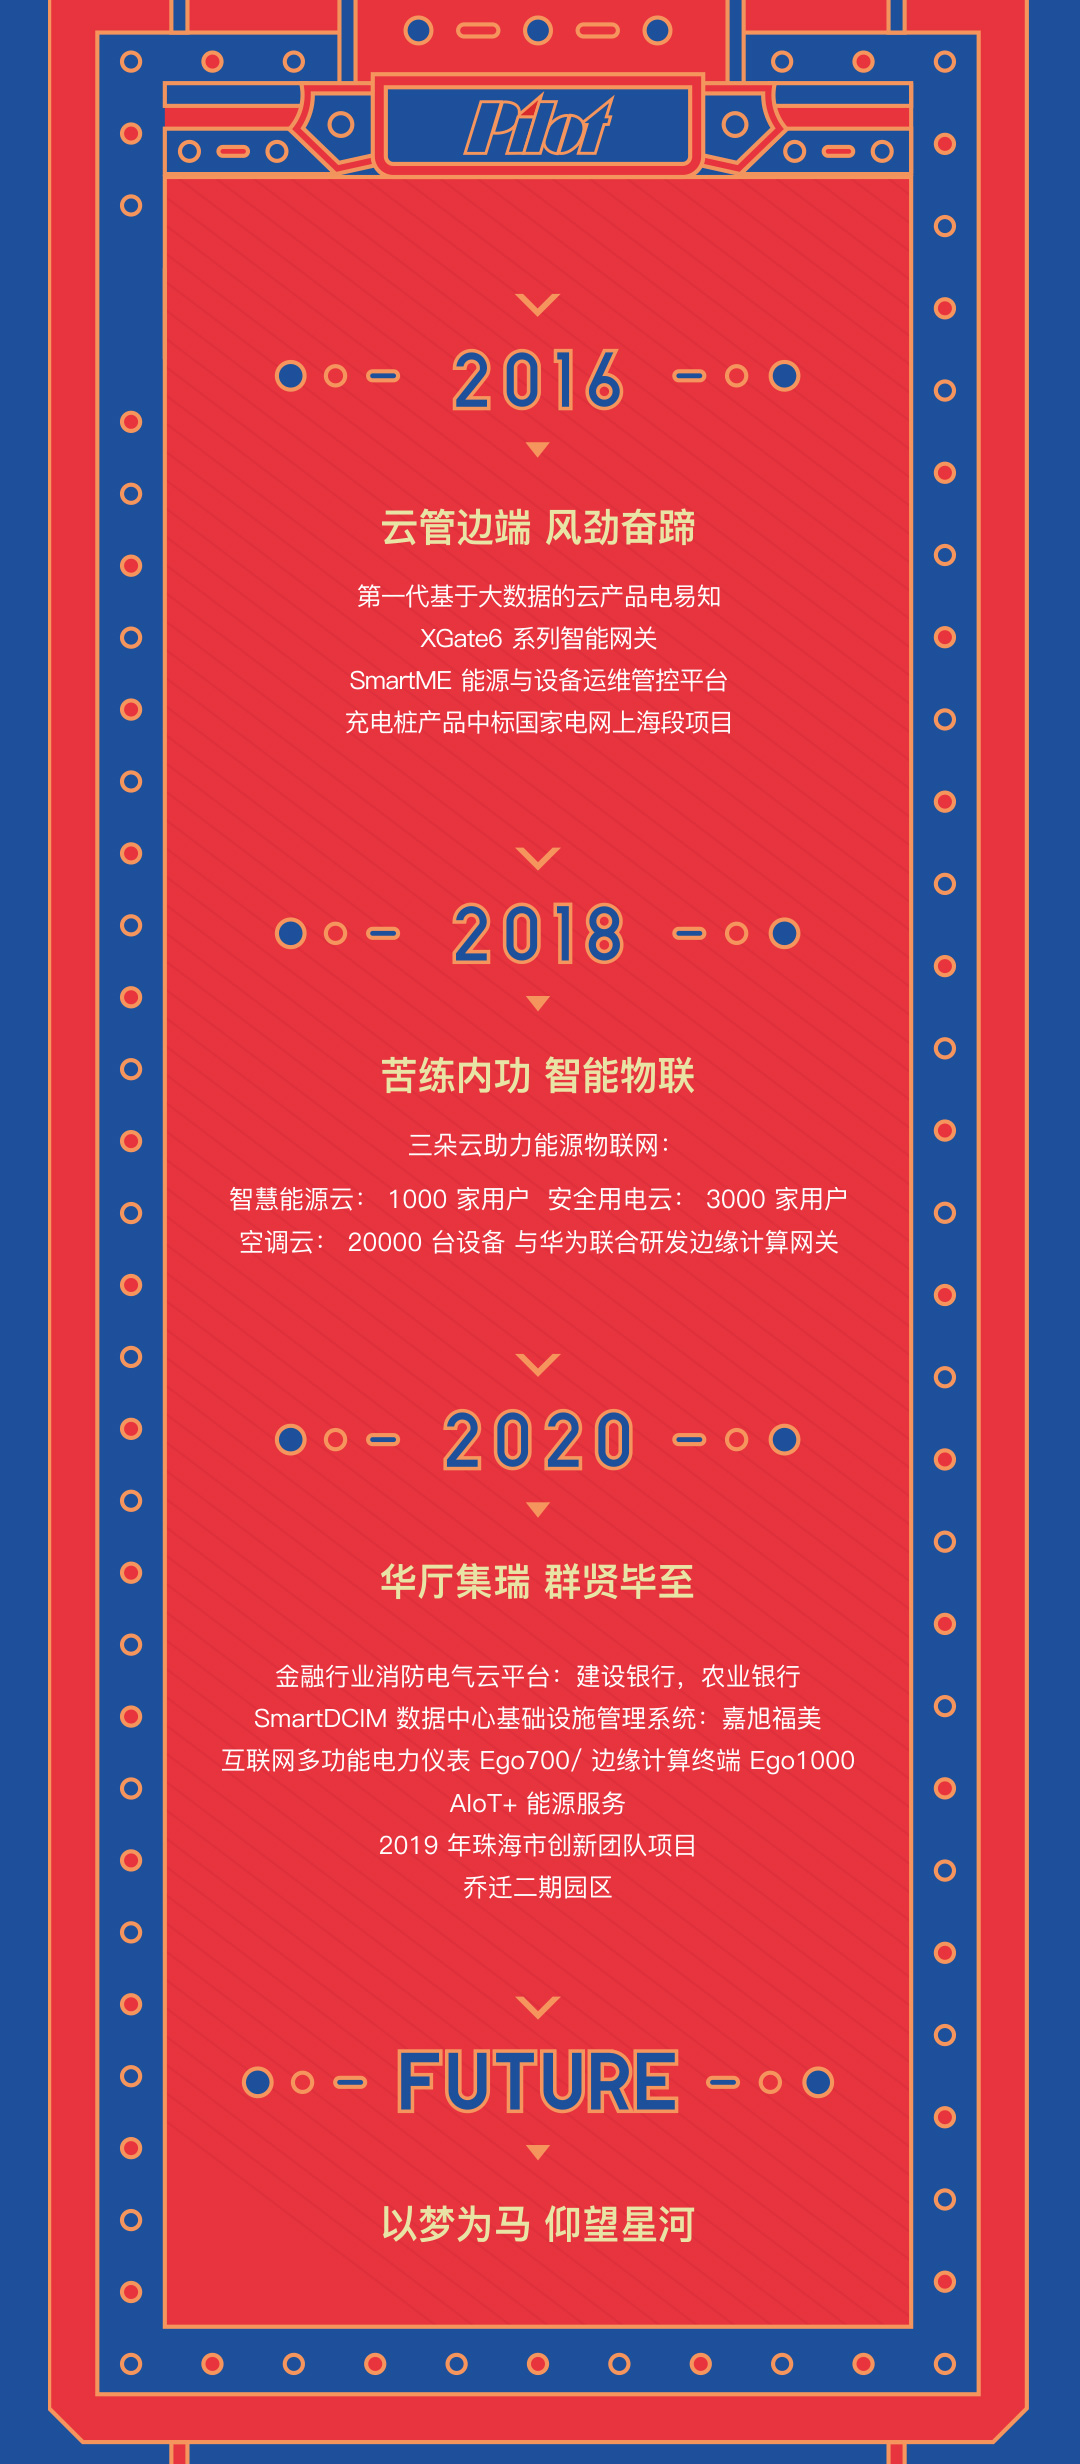 Pilot
2016
云管边端 风劲奋蹄
第一代基于大数据的云产品电易知
XGate6 系列智能网关
SmartME 能源与设备运维管控平台
充电桩产品中标国家电网上海段项目
2018
苦练内功 智能物联
三朵云助力能源物联网：
智慧能源云： 1000 家用户 安全用电云： 3000 家用户
空调云： 20000 台设备 与华为联合研发边缘计算网关
2020
华厅集瑞 群贤毕至
金融行业消防电气云平台：建设银行，农业银行
SmartDCIM 数据中心基础设施管理系统：嘉旭福美
互联网多功能电力仪表 Ego700/ 边缘计算终端 Ego1000
AIoT+ 能源服务
2019 年珠海市创新团队项目
乔迁二期园区
FUTURE
以梦为马 仰望星河